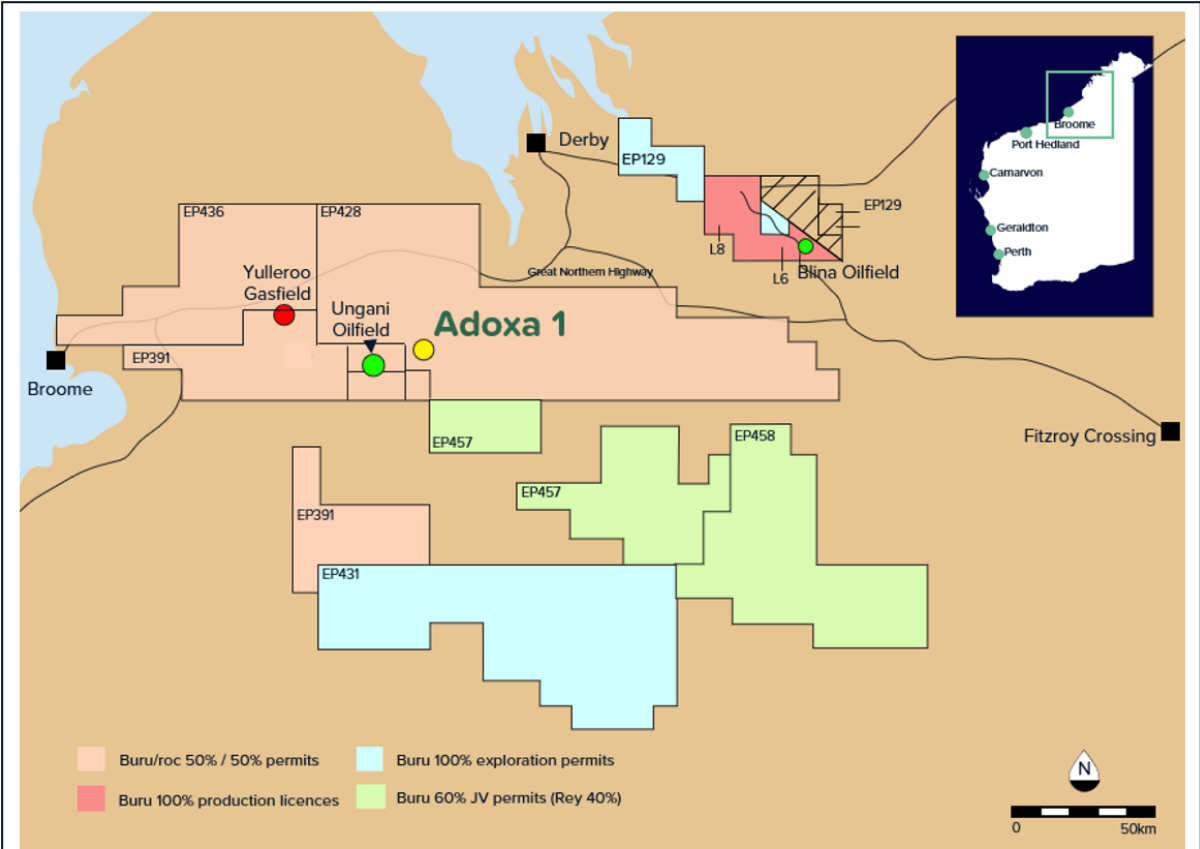 Derby
EP129
EP129
EP436
EP428
L8
L6
Blina Oilfield
Great Northern Highway
Yulleroo
Gasfield
Ungani
Oilfield
Adoxa 1
EP391
Broome
EP457
EP458
Fitzroy Crossing
EP457
EP391
EP431
Broome
Port Hedland
Carnarvon
Geraldton
Perth
Buru/roc 50% / 50% permits
Buru 100% exploration permits
Buru 100% production licences
Buru 60% JV permits (Rey 40%)
N
0
50km